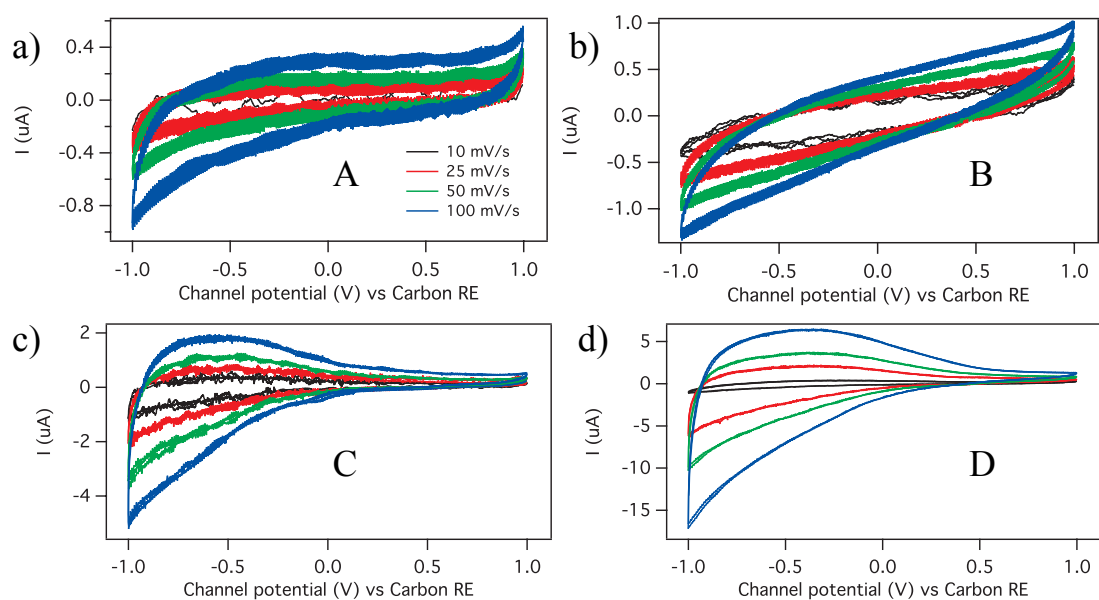 a)
I (uA)
0.4
0.0
-0.4
-0.8
10 mV/s
25 mV/s
50 mV/s
100 mV/s
A
-1.0 -0.5 0.0 0.5 1.0
Channel potential (V) vs Carbon RE
b)
I (uA)
1.0
0.5
0.0
-0.5
-1.0
B
-1.0 -0.5 0.0 0.5 1.0
Channel potential (V) vs Carbon RE
c)
I (uA)
2
0
-2
-4
C
-1.0 -0.5 0.0 0.5 1.0
Channel potential (V) vs Carbon RE
d)
I (uA)
5
0
-5
-10
-15
D
-1.0 -0.5 0.0 0.5 1.0
Channel potential (V) vs Carbon RE